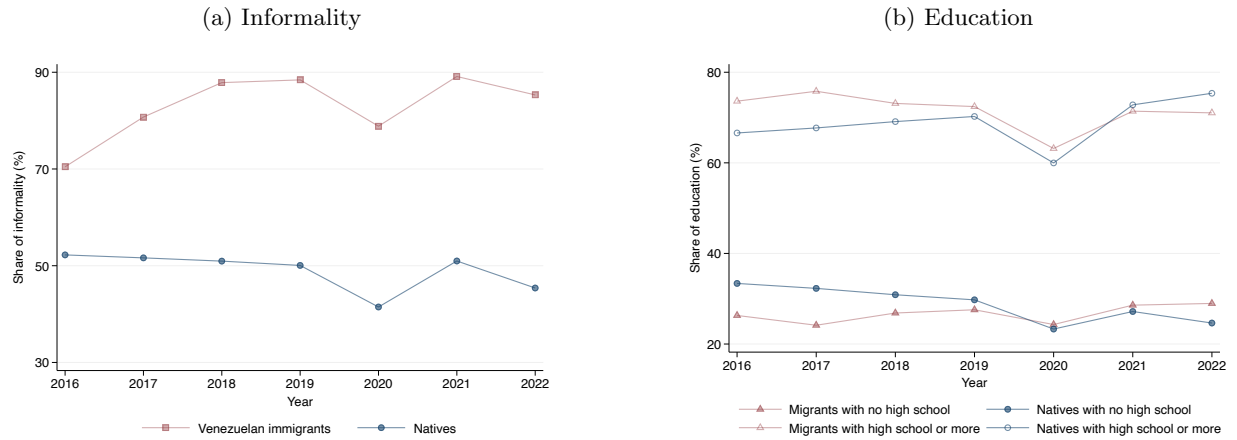 (a) Informality
90
70
50
30
Share of informality (%)
2016 2017 2018 2019 2020 2021 2022
Year
Venezuelan immigrants Natives
(b) Education
80
60
40
20
Share of education (%)
2016 2017 2018 2019 2020 2021 2022
Year
Migrants with no high school Natives with no high school
Migrants with high school or more Natives with high school or more